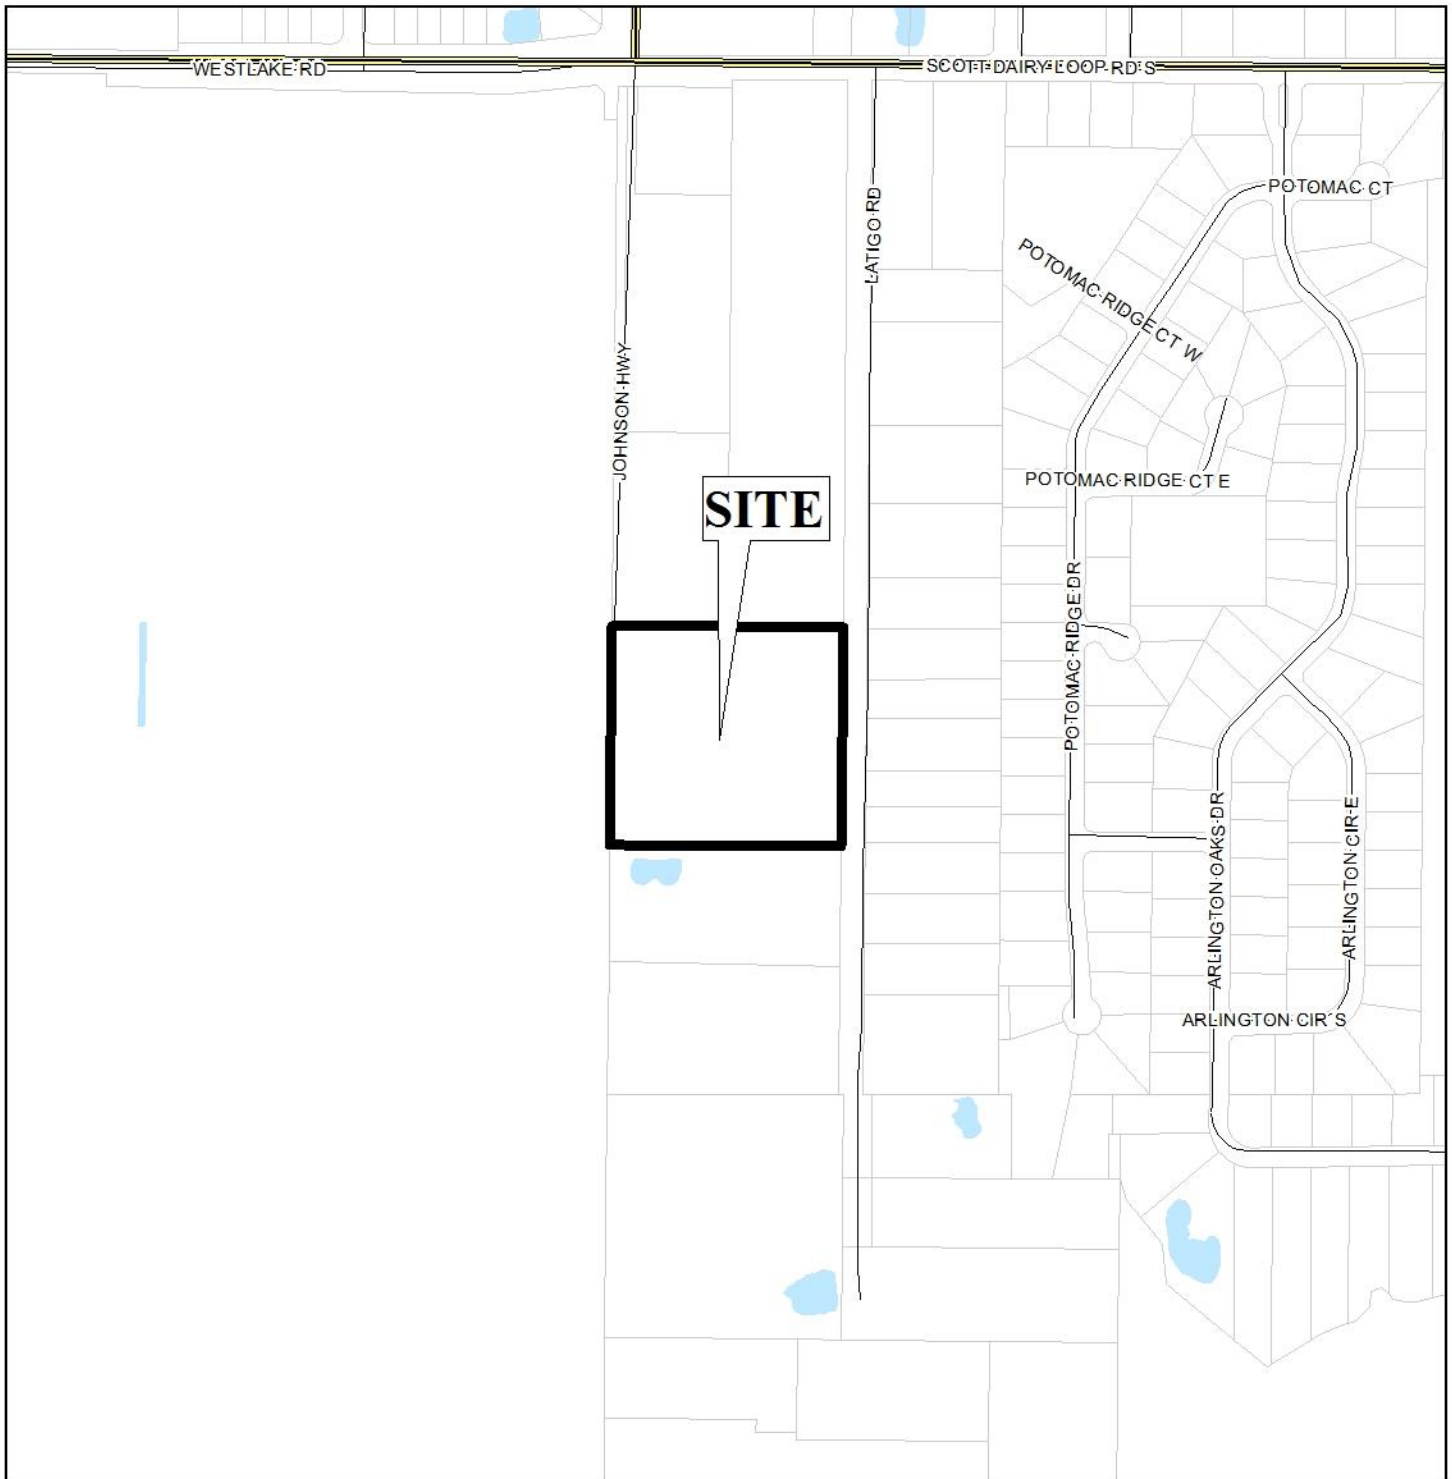 WESTLAKE RD
SCOTT DAIRY LOOP RD S
POTOMAC CT
LATIGO RD
POTOMAC RIDGE CT W
JOHNSON HWY
POTOMAC RIDGE CT E
SITE
POTOMAC RIDGE DR
ARLINGTON OAKS DR
ARLINGTON CIR E
ARLINGTON CIR S